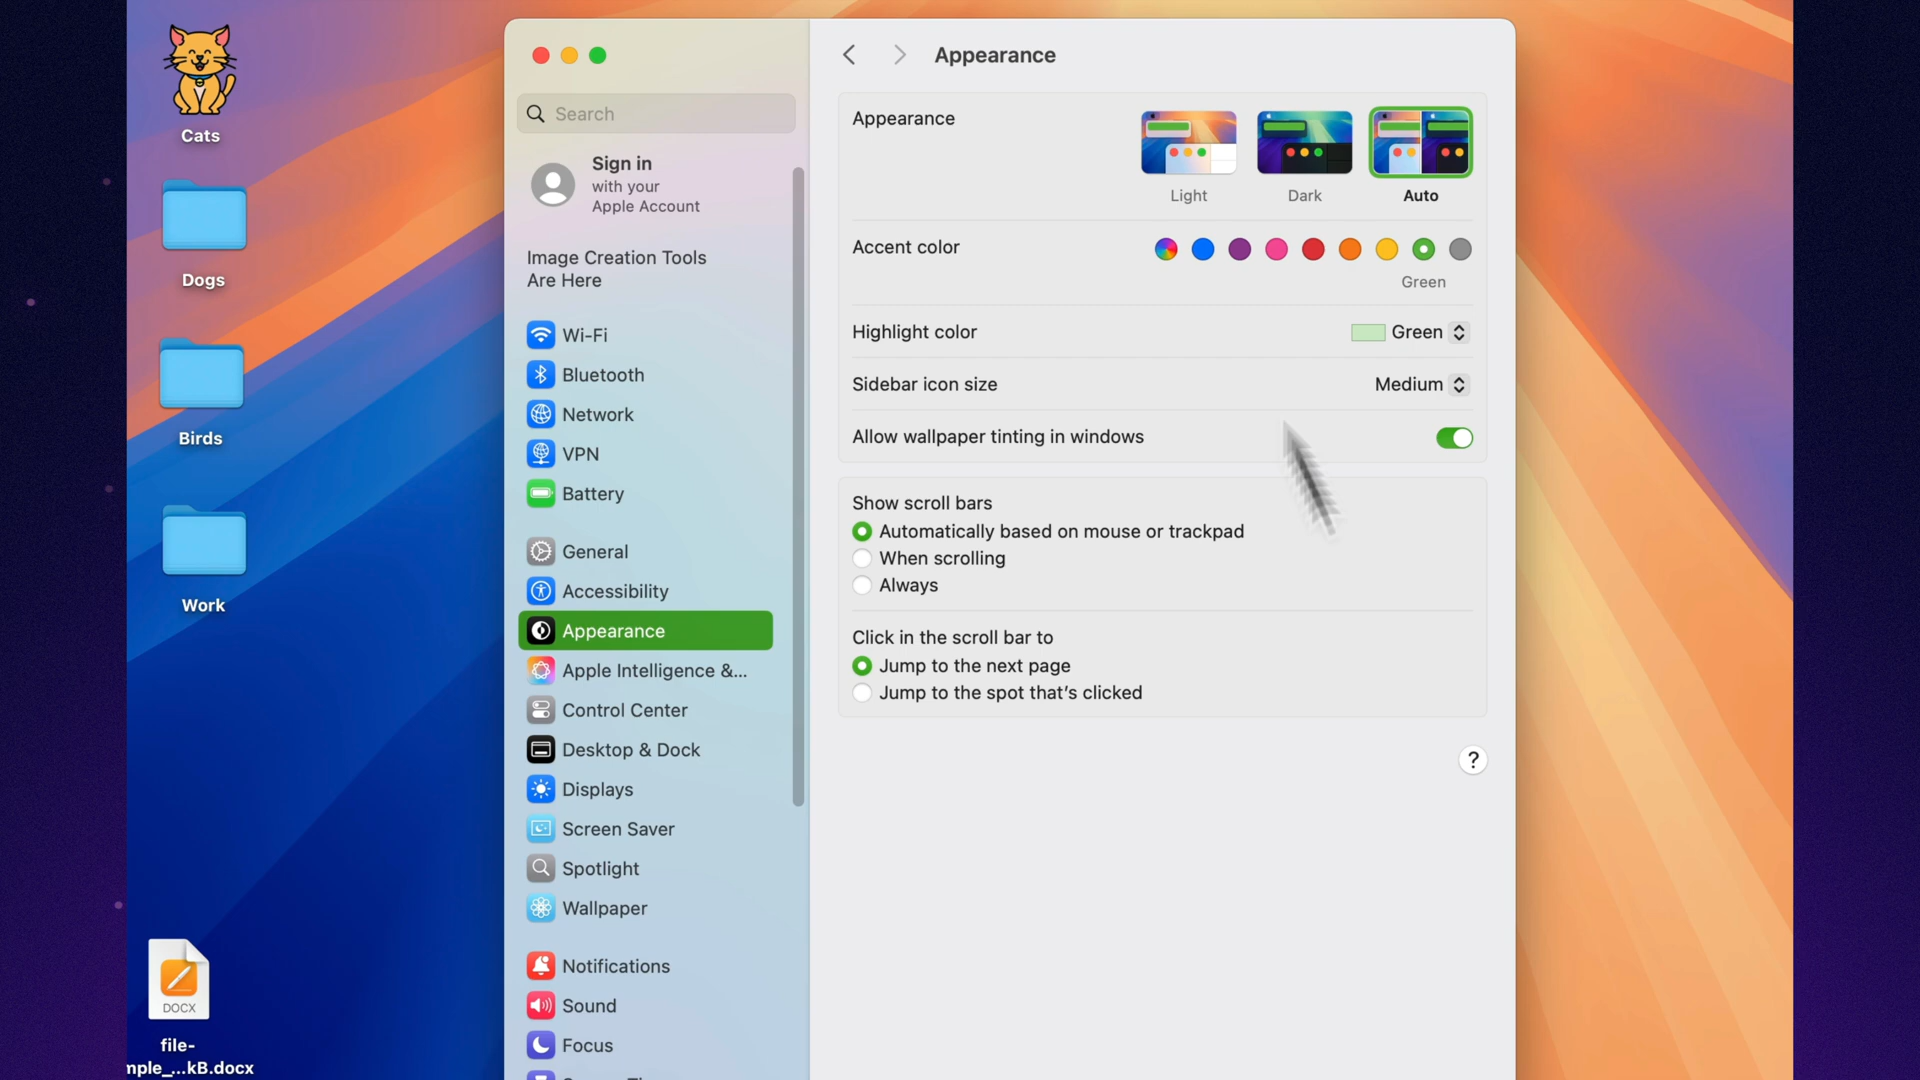 Cats
Dogs
Birds
Work
DOCX
file-
mple_...kB.docx
Search
Sign in
with your
Apple Account
Image Creation Tools
Are Here
Wi-Fi
Bluetooth
Network
VPN
Battery
General
Accessibility
Appearance
Apple Intelligence &...
Control Center
Desktop & Dock
Displays
Screen Saver
Spotlight
Wallpaper
Notifications
Sound
Focus
Appearance
Appearance
Light
Dark
Auto
Accent color
Green
Highlight color
Green
Sidebar icon size
Medium
Allow wallpaper tinting in windows
Show scroll bars
Automatically based on mouse or trackpad
When scrolling
Always
Click in the scroll bar to
Jump to the next page
Jump to the spot that's clicked
?